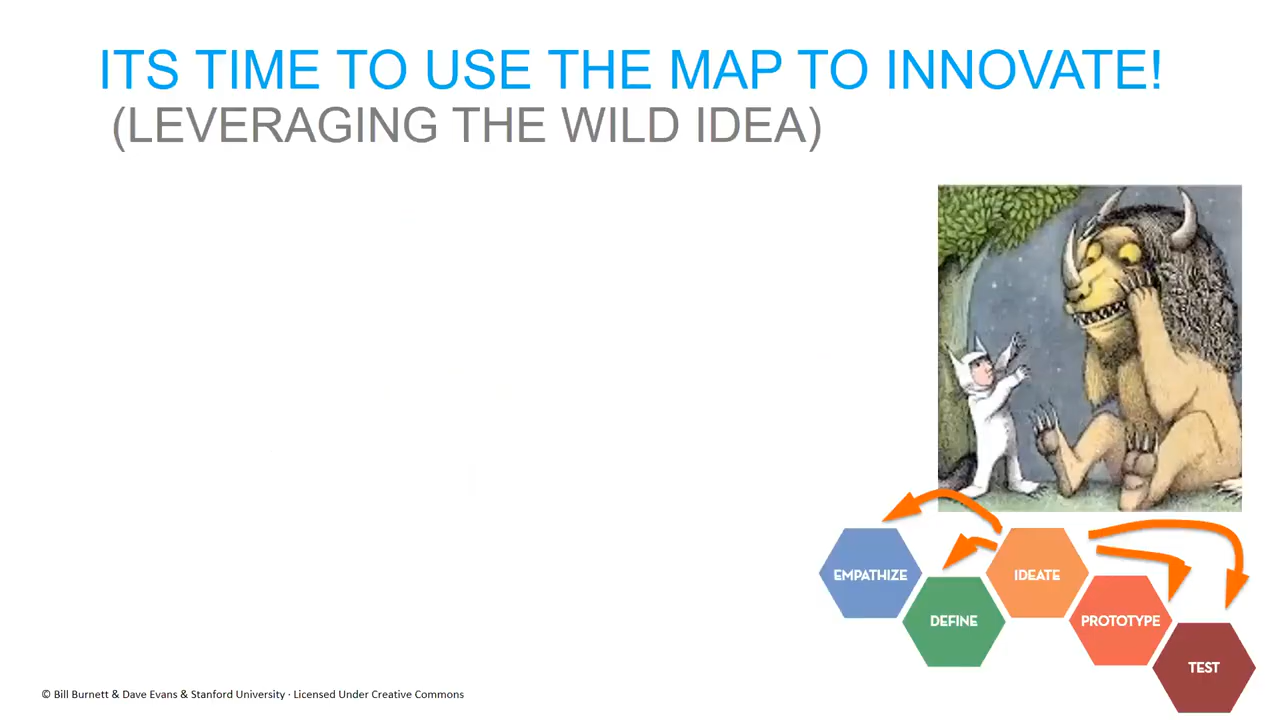 ITS TIME TO USE THE MAP TO INNOVATE!
(LEVERAGING THE WILD IDEA)
EMPATHIZE
DEFINE
IDEATE
PROTOTYPE
TEST
© Bill Burnett & Dave Evans & Stanford University · Licensed Under Creative Commons